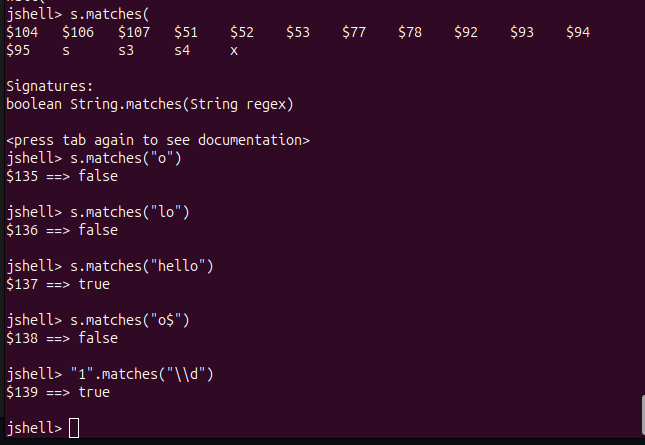 jshell> s.matches(
$104 $106 $107 $51 $52 $53 $77 $78 $92 $93 $94
$95 s s3 s4 x
Signatures:
boolean String.matches(String regex)
<press tab again to see documentation>
jshell> s.matches("o")
$135 ==> false
jshell> s.matches("lo")
$136 ==> false
jshell> s.matches("hello")
$137 ==> true
jshell> s.matches("o$")
$138 ==> false
jshell> "1".matches("\\d")
$139 ==> true
jshell>